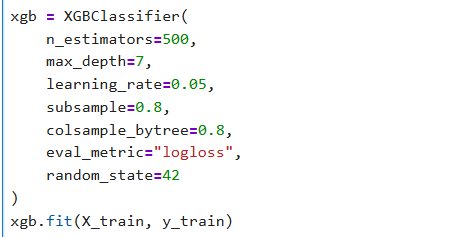 xgb = XGBClassifier(
    n_estimators=500,
    max_depth=7,
    learning_rate=0.05,
    subsample=0.8,
    colsample_bytree=0.8,
    eval_metric="logloss",
    random_state=42
)
xgb.fit(X_train, y_train)